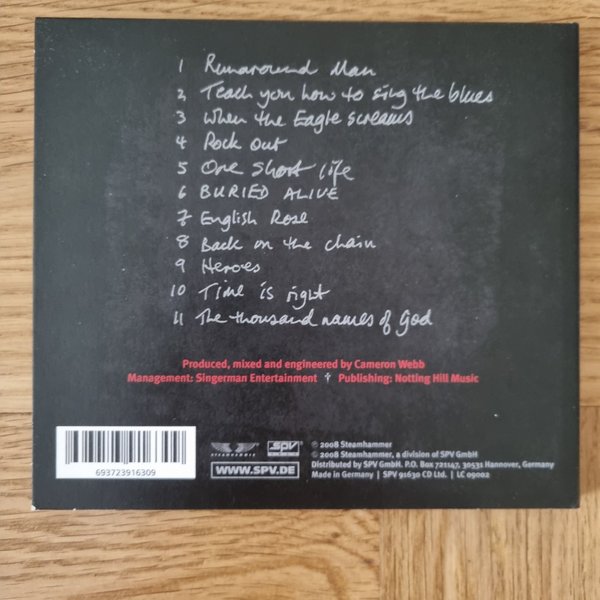 1 Runaround Man
2 Teach you how to sing the blues
3 When the Eagle screams
4 Rock Out
5 One Short life
6 BURIED ALIVE
7 English Rose
8 Back on the chain
9 Heroes
10 Time is right
11 The thousand names of God
Produced, mixed and engineered by Cameron Webb
Management: Singerman Entertainment † Publishing: Notting Hill Music
693723916309
STEAMHAMMER
SPV
WWW.SPV.DE
℗ 2008 Steamhammer
© 2008 Steamhammer, a division of SPV GmbH
Distributed by SPV GmbH. P.O. Box 721147, 30531 Hannover, Germany
Made in Germany | SPV 91630 CD Ltd. | LC 09002